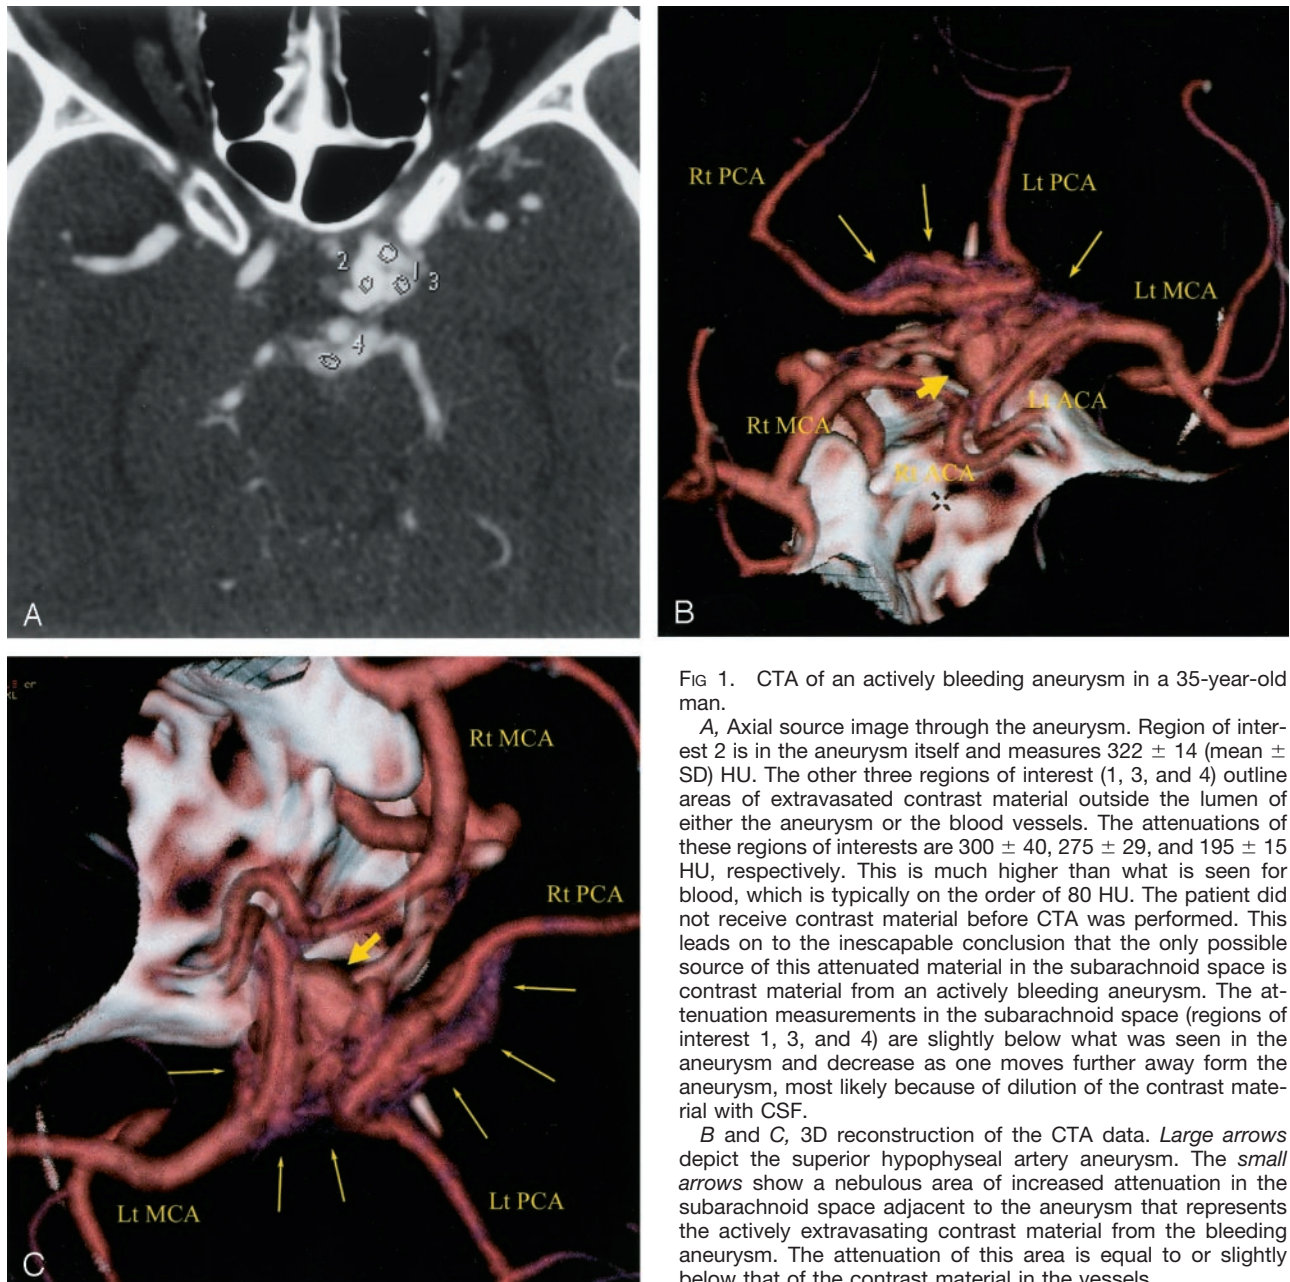 2
1
3
4
A
Rt PCA
Lt PCA
Lt MCA
Lt ACA
Rt MCA
Rt ACA
B
Rt MCA
Rt PCA
Lt MCA
Lt PCA
C
FIG 1. CTA of an actively bleeding aneurysm in a 35-year-old
man.
A, Axial source image through the aneurysm. Region of inter-
est 2 is in the aneurysm itself and measures 322 ± 14 (mean ±
SD) HU. The other three regions of interest (1, 3, and 4) outline
areas of extravasated contrast material outside the lumen of
either the aneurysm or the blood vessels. The attenuations of
these regions of interests are 300 ± 40, 275 ± 29, and 195 ± 15
HU, respectively. This is much higher than what is seen for
blood, which is typically on the order of 80 HU. The patient did
not receive contrast material before CTA was performed. This
leads on to the inescapable conclusion that the only possible
source of this attenuated material in the subarachnoid space is
contrast material from an actively bleeding aneurysm. The at-
tenuation measurements in the subarachnoid space (regions of
interest 1, 3, and 4) are slightly below what was seen in the
aneurysm and decrease as one moves further away form the
aneurysm, most likely because of dilution of the contrast mate-
rial with CSF.
B and C, 3D reconstruction of the CTA data. Large arrows
depict the superior hypophyseal artery aneurysm. The small
arrows show a nebulous area of increased attenuation in the
subarachnoid space adjacent to the aneurysm that represents
the actively extravasating contrast material from the bleeding
aneurysm. The attenuation of this area is equal to or slightly
below that of the contrast material in the vessels.